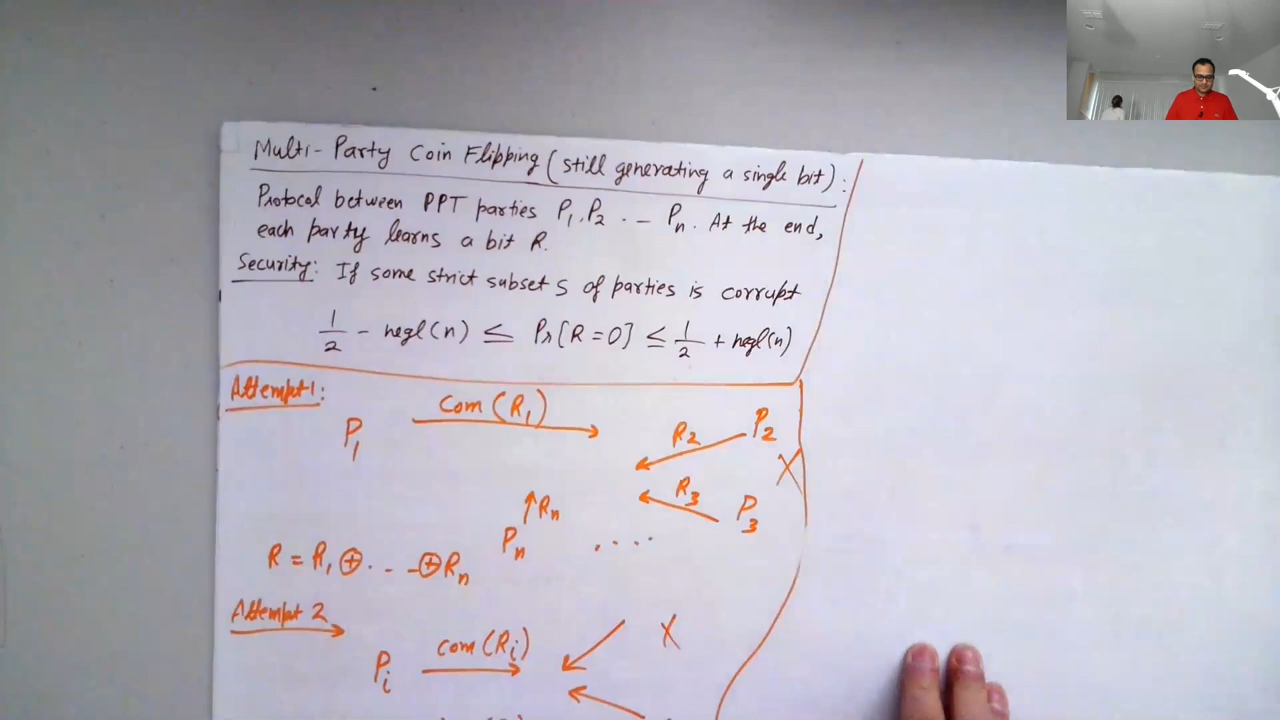 Multi-Party Coin Flipping (still generating a single bit):
Protocal between PPT parties P₁, P₂ ... Pₙ. At the end,
each party learns a bit R.
Security: If some strict subset S of parties is corrupt
1/2 - negl(n) ≤ Pr[R=0] ≤ 1/2 + negl(n)
Attempt 1:
P₁ com(R₁) R₂ P₂
X
R₃ P₃
Pₙ ↑Rₙ ....
R = R₁ ⊕ ... ⊕ Rₙ
Attempt 2
Pᵢ com(Rᵢ) X